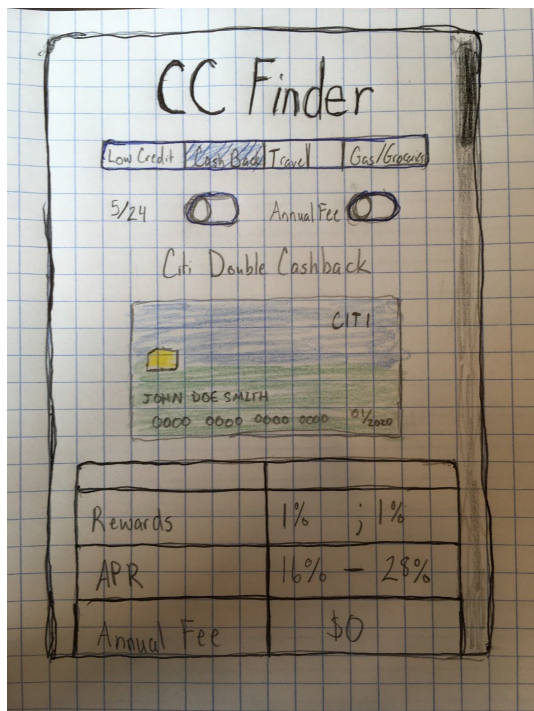 CC Finder
Low Credit Cash Back Travel Gas/Groceries
5/24 Annual Fee
Citi Double Cashback
CITI
JOHN DOE SMITH
0000 0000 0000 0000 01/2020
Rewards 1% ; 1%
APR 16% - 28%
Annual Fee $0